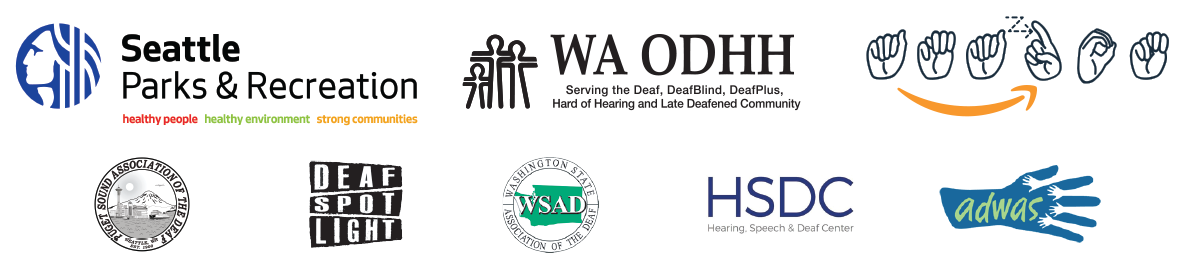 Seattle
Parks & Recreation
healthy people healthy environment strong communities
WA ODHH
Serving the Deaf, DeafBlind, DeafPlus,
Hard of Hearing and Late Deafened Community
PUGET SOUND ASSOCIATION OF THE DEAF
SEATTLE, WA
DEAF
SPOT
LIGHT
WASHINGTON STATE
WSAD
ASSOCIATION OF THE DEAF
HSDC
Hearing, Speech & Deaf Center
adwas